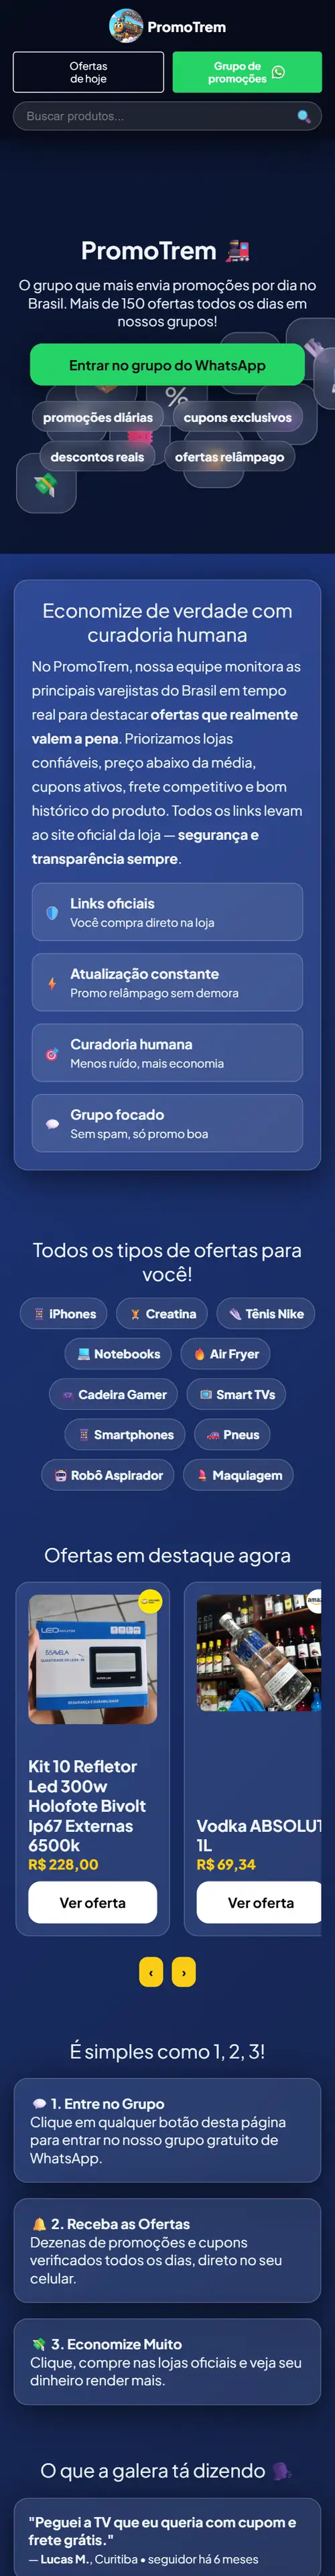 PromoTrem
Ofertas
de hoje
Grupo de
promoções
Buscar produtos...
PromoTrem
O grupo que mais envia promoções por dia no
Brasil. Mais de 150 ofertas todos os dias em
nossos grupos!
Entrar no grupo do WhatsApp
%
promoções diárias
cupons exclusivos
descontos reais
ofertas relâmpago
Economize de verdade com
curadoria humana
No PromoTrem, nossa equipe monitora as
principais varejistas do Brasil em tempo
real para destacar ofertas que realmente
valem a pena. Priorizamos lojas
confiáveis, preço abaixo da média,
cupons ativos, frete competitivo e bom
histórico do produto. Todos os links levam
ao site oficial da loja — segurança e
transparência sempre.
Links oficiais
Você compra direto na loja
Atualização constante
Promo relâmpago sem demora
Curadoria humana
Menos ruído, mais economia
Grupo focado
Sem spam, só promo boa
Todos os tipos de ofertas para
você!
iPhones
Creatina
Tênis Nike
Notebooks
Air Fryer
Cadeira Gamer
Smart TVs
Smartphones
Pneus
Robô Aspirador
Maquiagem
Ofertas em destaque agora
LED
Kit 10 Refletor
Led 300w
Holofote Bivolt
Ip67 Externas
6500k
R$ 228,00
Ver oferta
Vodka ABSOLUT
1L
R$ 69,34
Ver oferta
‹ ›
É simples como 1, 2, 3!
1. Entre no Grupo
Clique em qualquer botão desta página
para entrar no nosso grupo gratuito de
WhatsApp.
2. Receba as Ofertas
Dezenas de promoções e cupons
verificados todos os dias, direto no seu
celular.
3. Economize Muito
Clique, compre nas lojas oficiais e veja seu
dinheiro render mais.
O que a galera tá dizendo
"Peguei a TV que eu queria com cupom e
frete grátis."
— Lucas M., Curitiba • seguidor há 6 meses